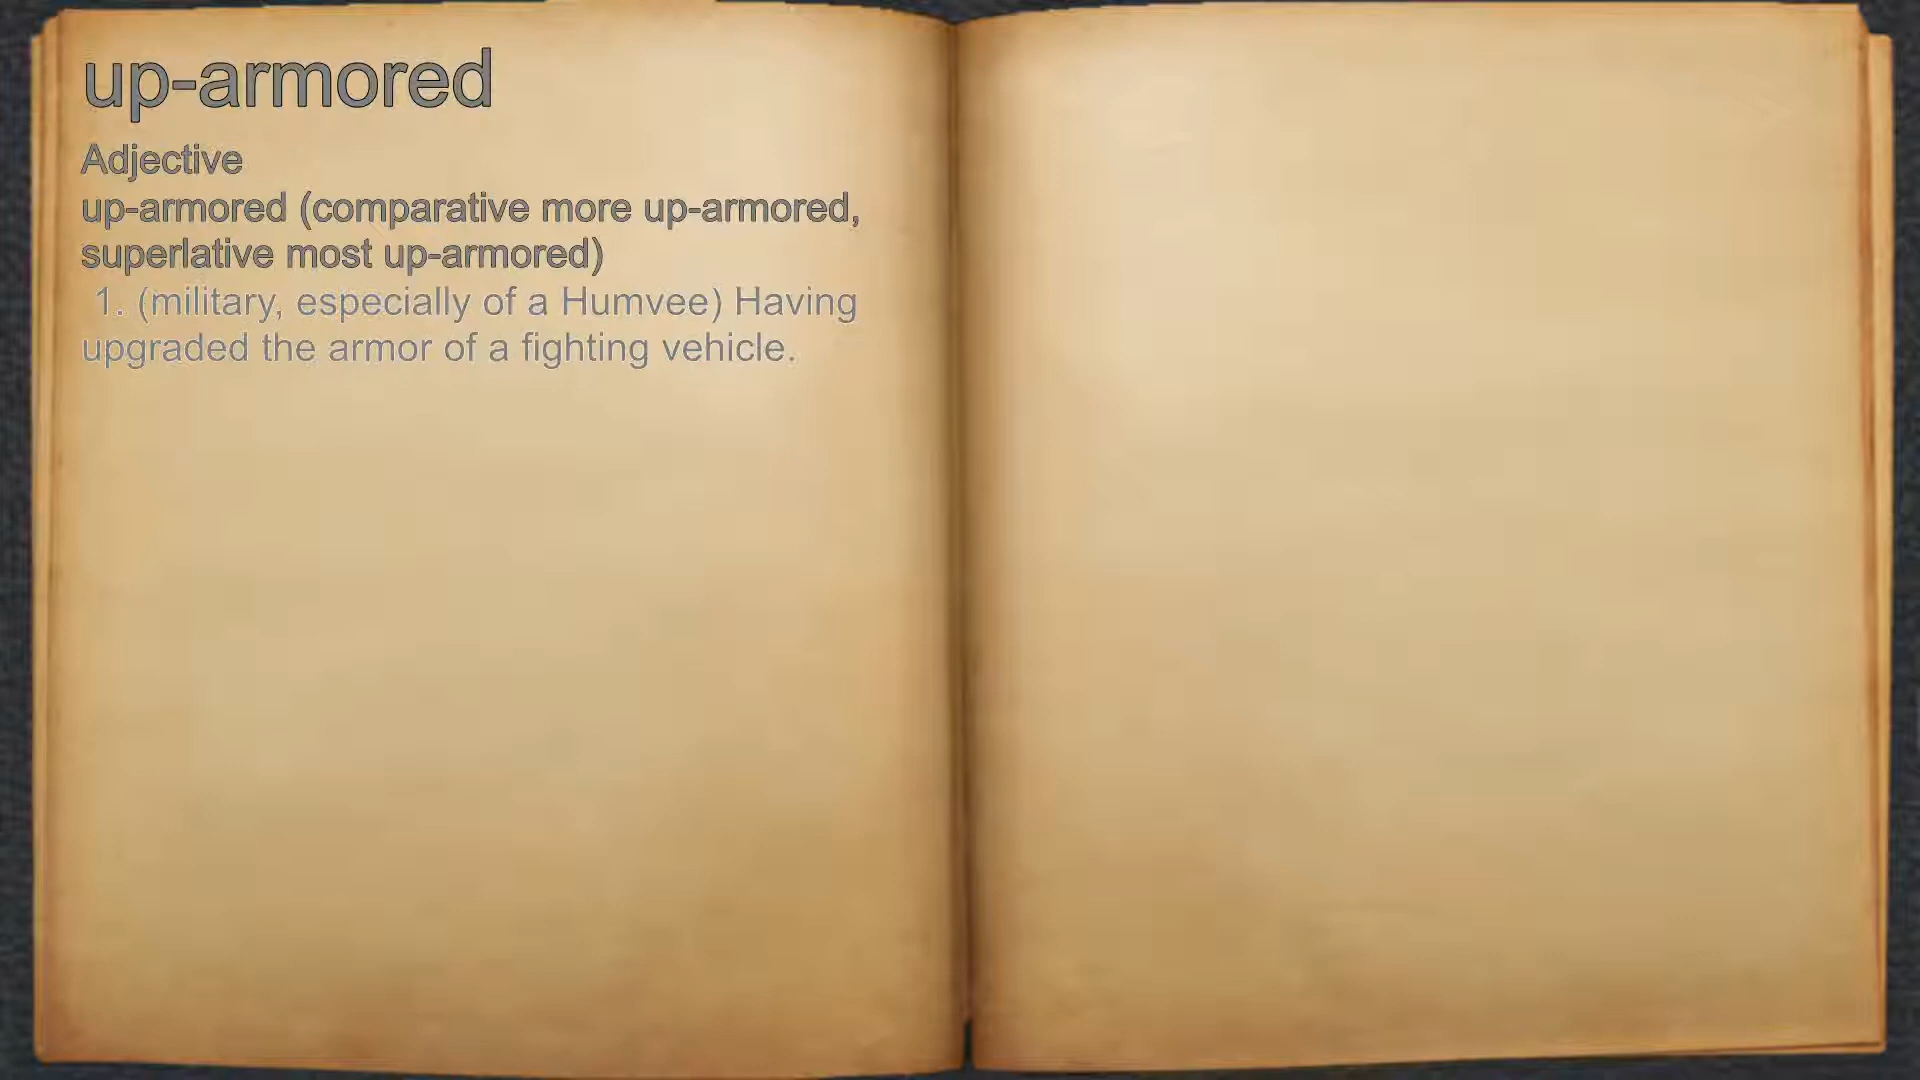 up-armored
Adjective
up-armored (comparative more up-armored,
superlative most up-armored)
1. (military, especially of a Humvee) Having
upgraded the armor of a fighting vehicle.